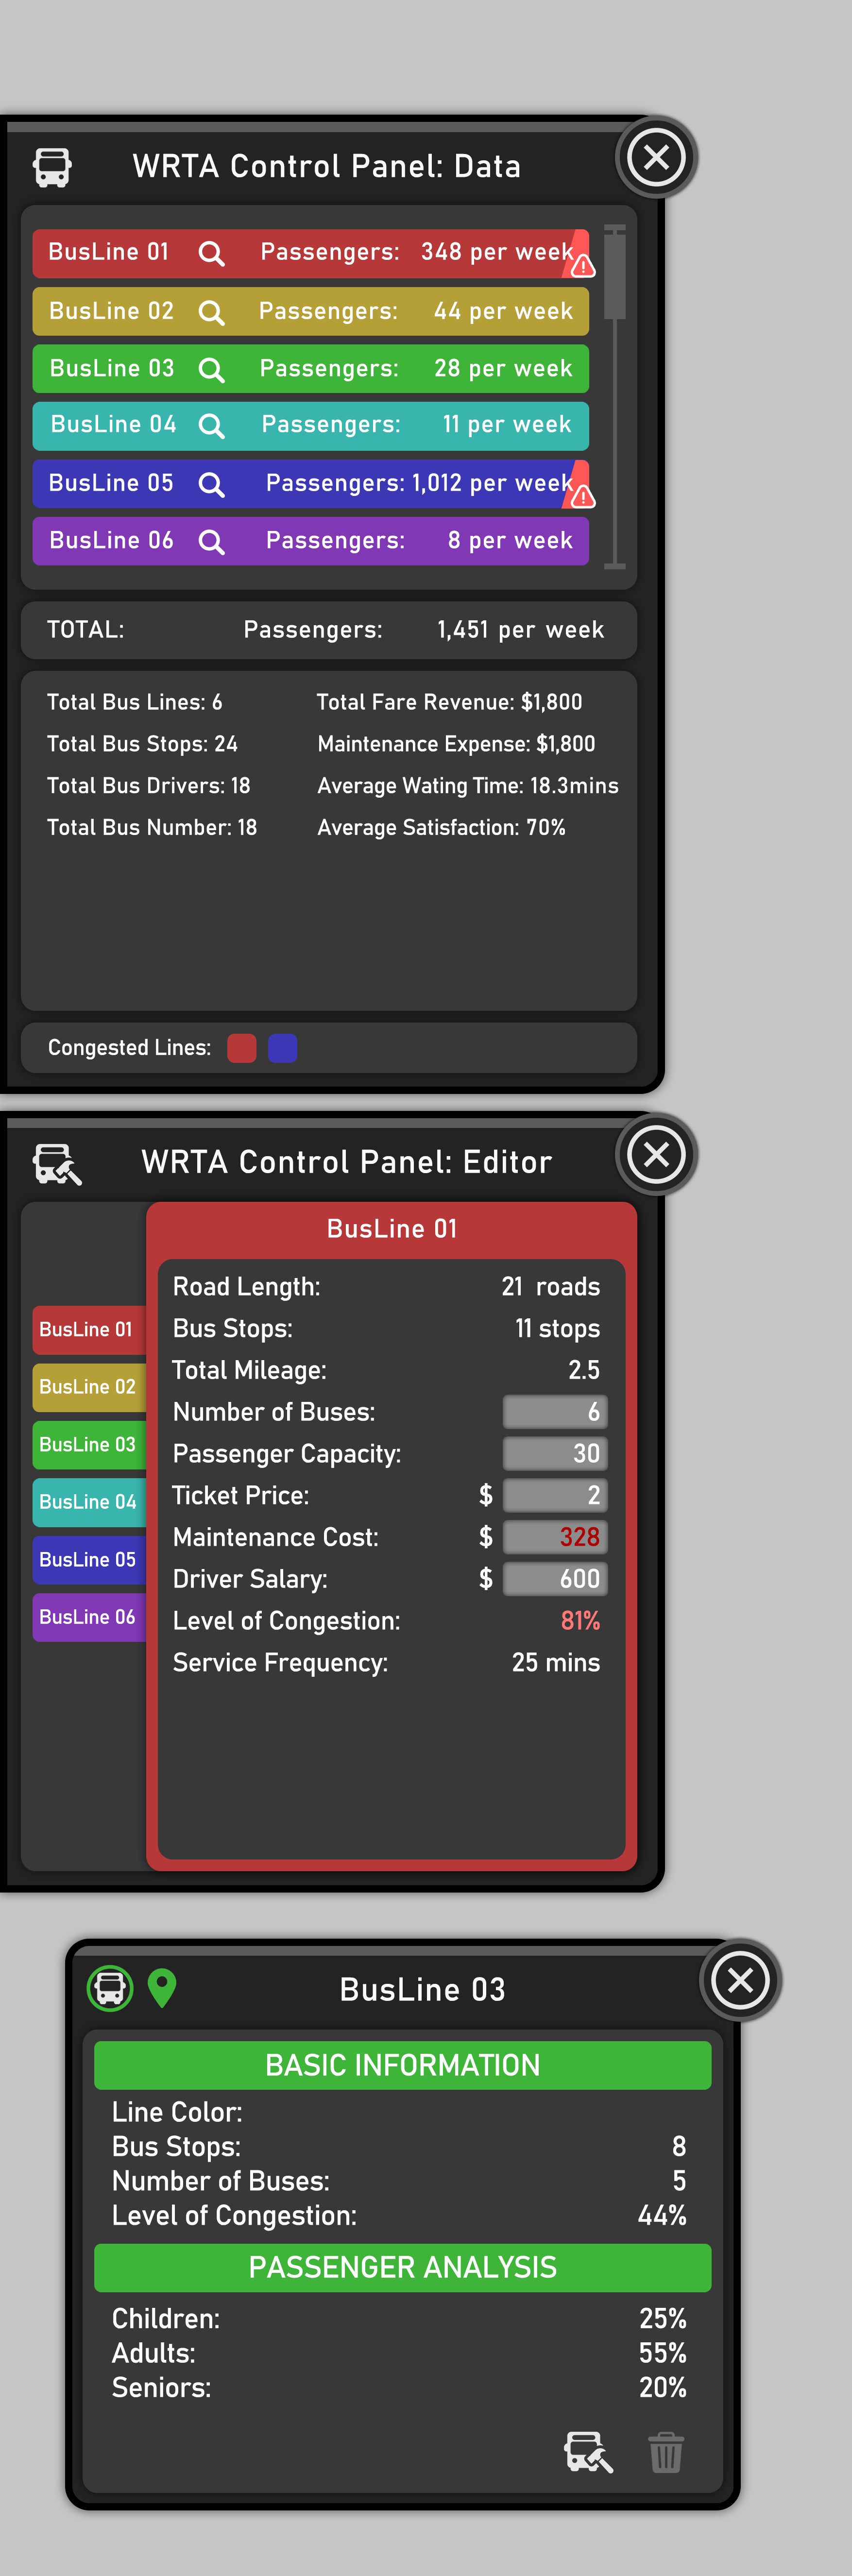 WRTA Control Panel: Data
BusLine 01 Passengers: 348 per week
BusLine 02 Passengers: 44 per week
BusLine 03 Passengers: 28 per week
BusLine 04 Passengers: 11 per week
BusLine 05 Passengers: 1,012 per week
BusLine 06 Passengers: 8 per week
TOTAL: Passengers: 1,451 per week
Total Bus Lines: 6 Total Fare Revenue: $1,800
Total Bus Stops: 24 Maintenance Expense: $1,800
Total Bus Drivers: 18 Average Wating Time: 18.3mins
Total Bus Number: 18 Average Satisfaction: 70%
Congested Lines:
WRTA Control Panel: Editor
BusLine 01
BusLine 02
BusLine 03
BusLine 04
BusLine 05
BusLine 06
BusLine 01
Road Length: 21 roads
Bus Stops: 11 stops
Total Mileage: 2.5
Number of Buses: 6
Passenger Capacity: 30
Ticket Price: $ 2
Maintenance Cost: $ 328
Driver Salary: $ 600
Level of Congestion: 81%
Service Frequency: 25 mins
BusLine 03
BASIC INFORMATION
Line Color:
Bus Stops: 8
Number of Buses: 5
Level of Congestion: 44%
PASSENGER ANALYSIS
Children: 25%
Adults: 55%
Seniors: 20%